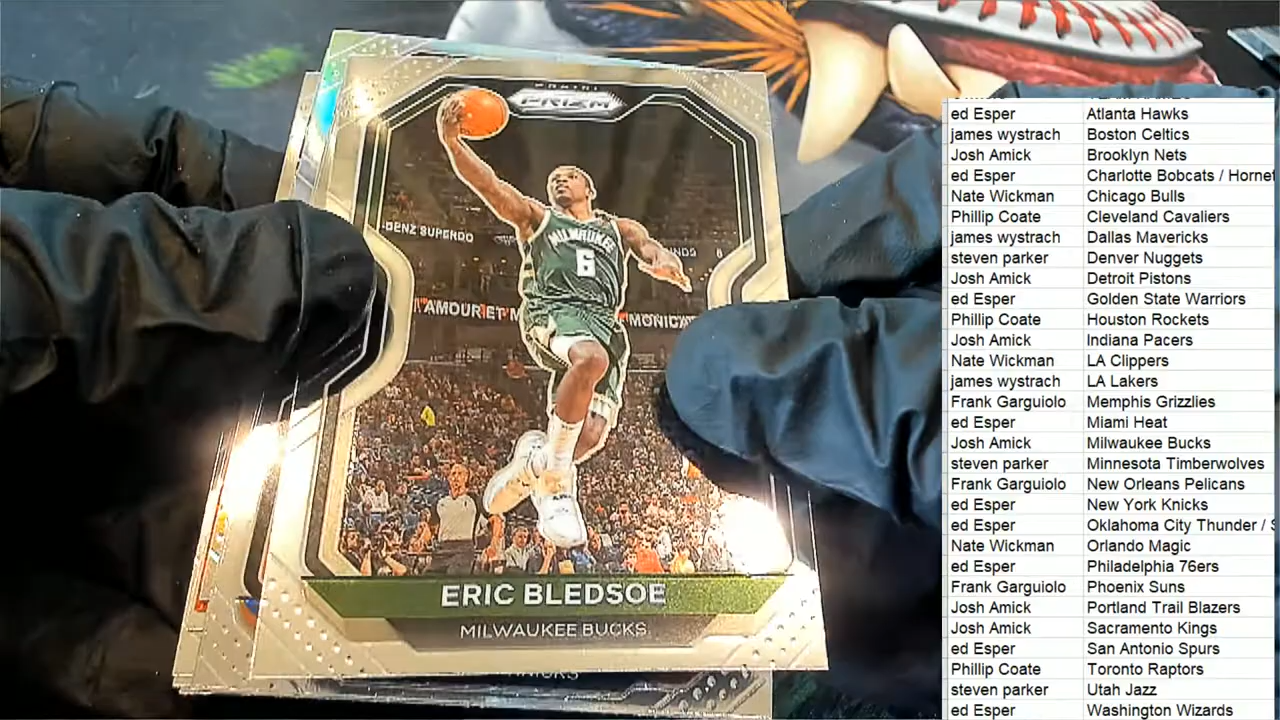 PANINI
PRIZM
-BENZ SUPERDO
MILWAUKEE
6
AMOUR ET M
MONICA
ERIC BLEDSOE
MILWAUKEE BUCKS
ed Esper Atlanta Hawks
james wystrach Boston Celtics
Josh Amick Brooklyn Nets
ed Esper Charlotte Bobcats / Hornet
Nate Wickman Chicago Bulls
Phillip Coate Cleveland Cavaliers
james wystrach Dallas Mavericks
steven parker Denver Nuggets
Josh Amick Detroit Pistons
ed Esper Golden State Warriors
Phillip Coate Houston Rockets
Josh Amick Indiana Pacers
Nate Wickman LA Clippers
james wystrach LA Lakers
Frank Garguiolo Memphis Grizzlies
ed Esper Miami Heat
Josh Amick Milwaukee Bucks
steven parker Minnesota Timberwolves
Frank Garguiolo New Orleans Pelicans
ed Esper New York Knicks
ed Esper Oklahoma City Thunder /
Nate Wickman Orlando Magic
ed Esper Philadelphia 76ers
Frank Garguiolo Phoenix Suns
Josh Amick Portland Trail Blazers
Josh Amick Sacramento Kings
ed Esper San Antonio Spurs
Phillip Coate Toronto Raptors
steven parker Utah Jazz
ed Esper Washington Wizards